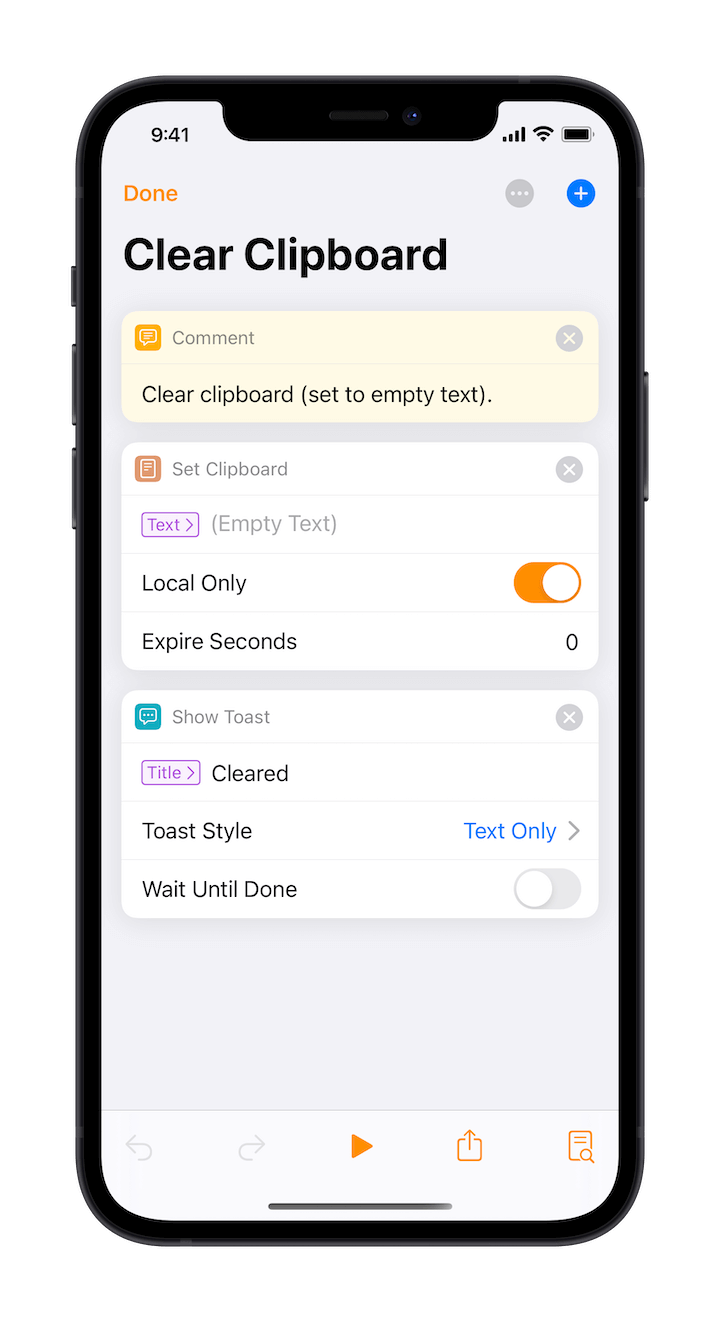 9:41
Done
Clear Clipboard
Comment
Clear clipboard (set to empty text).
Set Clipboard
Text (Empty Text)
Local Only
Expire Seconds 0
Show Toast
Title Cleared
Toast Style Text Only
Wait Until Done